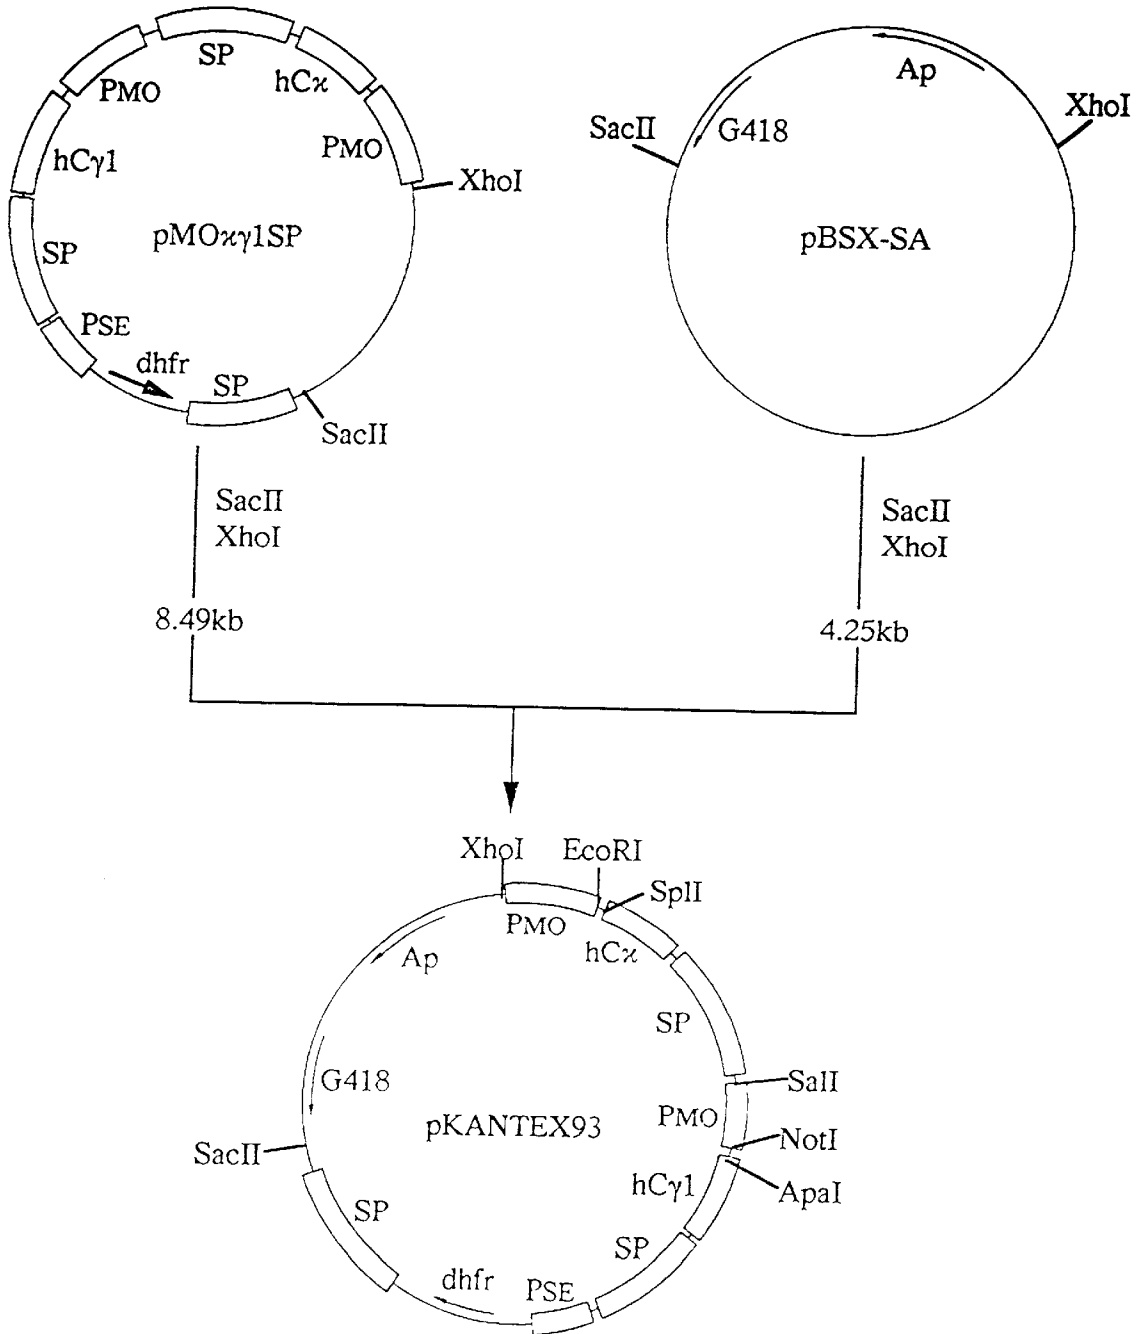 SP
hCϰ
PMO
PMO
hCγ1
XhoI
pMOϰγ1SP
SP
PSE
dhfr
SP
SacII
SacII
XhoI
8.49kb
Ap
XhoI
SacII
G418
pBSX-SA
SacII
XhoI
4.25kb
XhoI
EcoRI
SplI
PMO
hCϰ
Ap
SP
G418
SalI
PMO
pKANTEX93
NotI
SacII
hCγ1
ApaI
SP
SP
dhfr
PSE